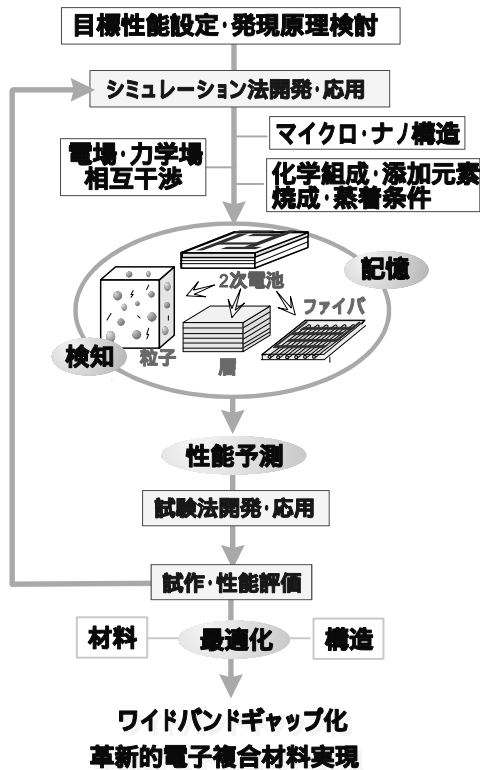 目標性能設定・発現原理検討
シミュレーション法開発・応用
マイクロ・ナノ構造
電場・力学場
相互干渉
化学組成・添加元素
焼成・蒸着条件
記憶
2次電池
ファイバ
検知
粒子
層
性能予測
試験法開発・応用
試作・性能評価
材料
最適化
構造
ワイドバンドギャップ化
革新的電子複合材料実現